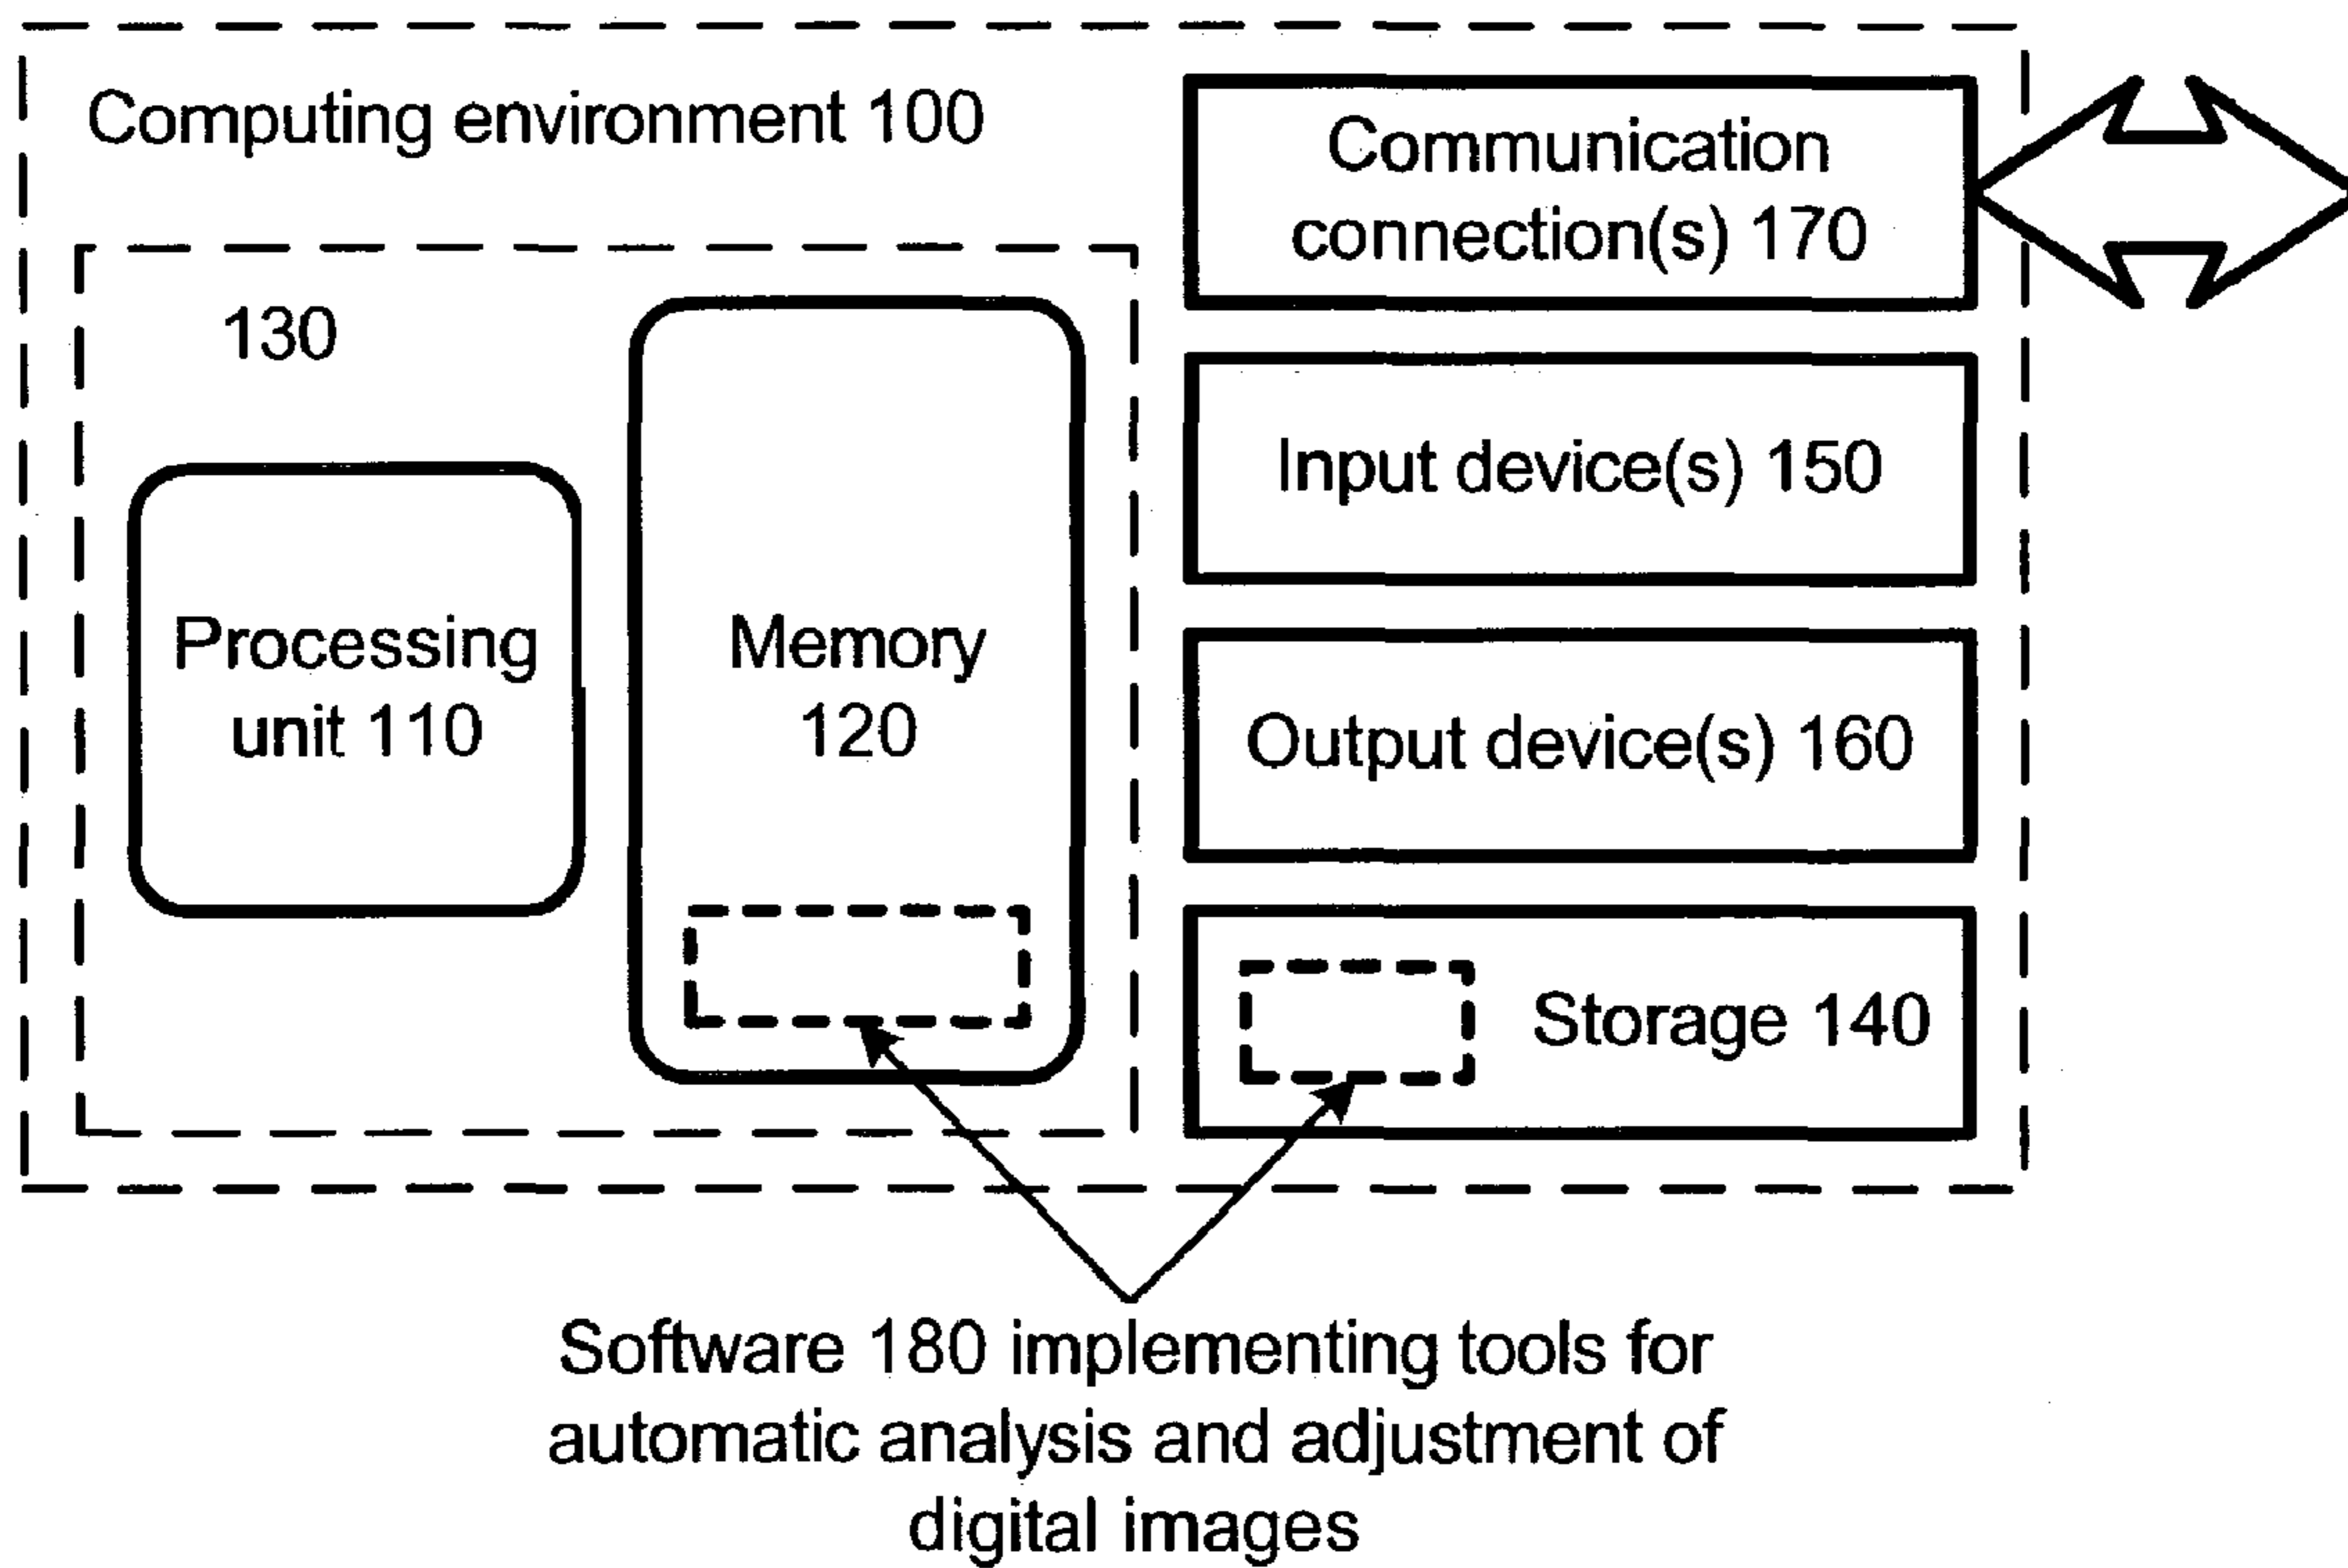 Computing environment 100
130
Processing
unit 110
Memory
120
Communication
connection(s) 170
Input device(s) 150
Output device(s) 160
Storage 140
Software 180 implementing tools for
automatic analysis and adjustment of
digital images